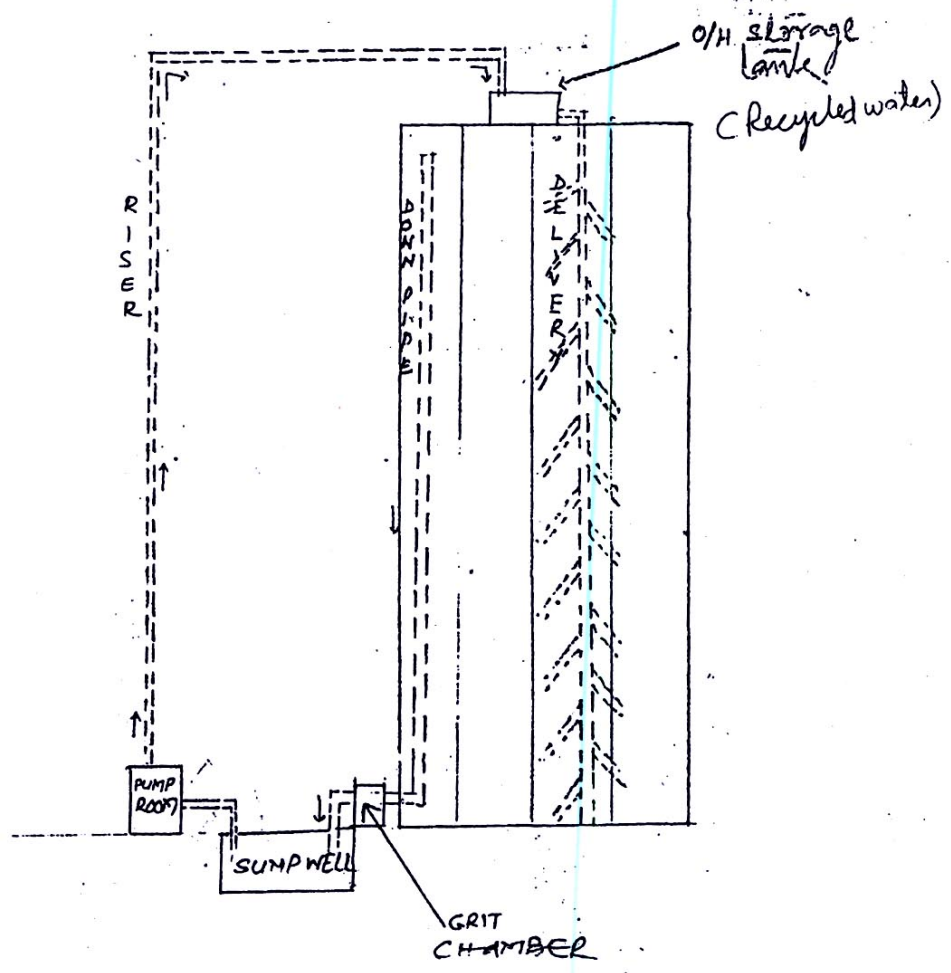 O/H storage
tank
(Recycled water)
RISER
DOWN PIPE
DELIVERY
PUMP
ROOM
SUMP WELL
GRIT
CHAMBER